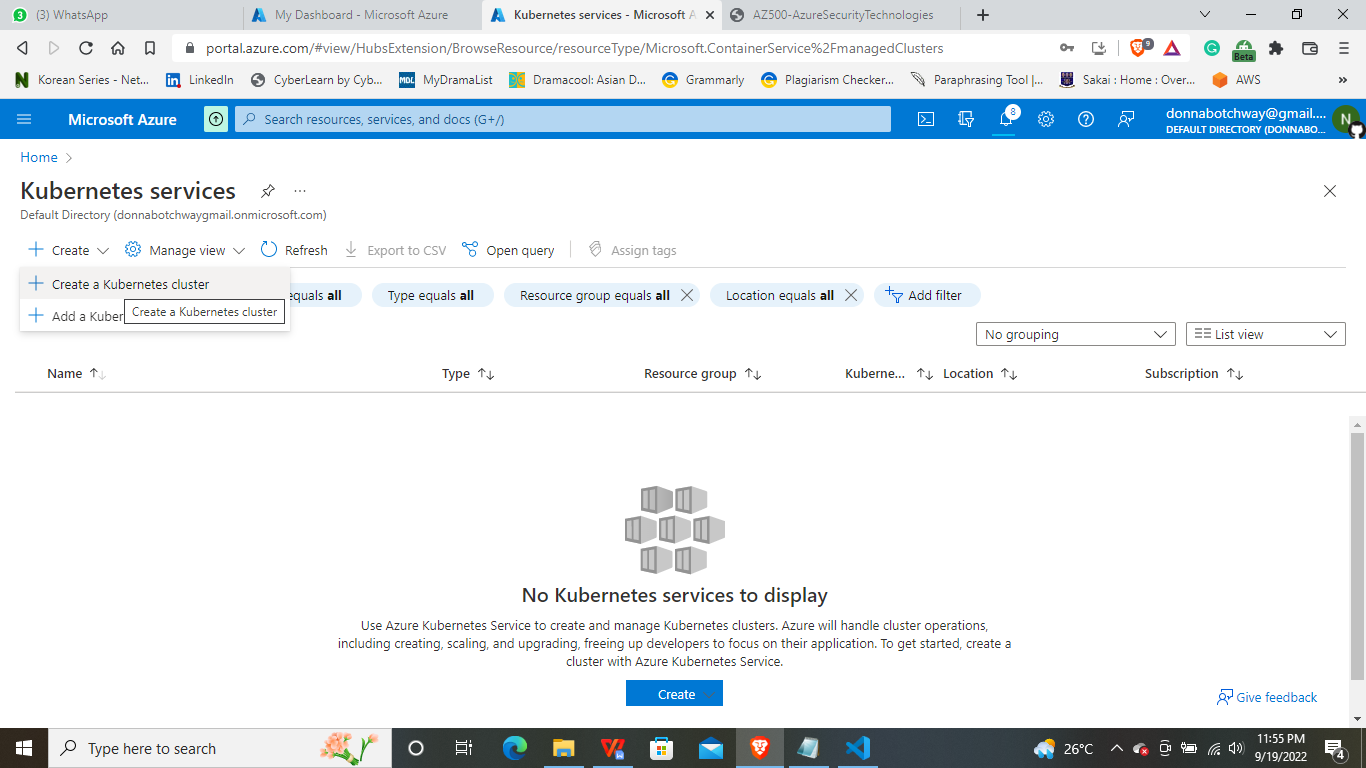 (3) WhatsApp
My Dashboard - Microsoft Azure
Kubernetes services - Microsoft A
AZ500-AzureSecurityTechnologies
portal.azure.com/#view/HubsExtension/BrowseResource/resourceType/Microsoft.ContainerService%2FmanagedClusters
9
Beta
Korean Series - Net...
LinkedIn
CyberLearn by Cyb...
MDL MyDramaList
Dramacool: Asian D...
Grammarly
Plagiarism Checker...
Paraphrasing Tool |...
Sakai : Home : Over...
AWS
Microsoft Azure
Search resources, services, and docs (G+/)
8
donnabotchway@gmail....
DEFAULT DIRECTORY (DONNABO...
N
Home
Kubernetes services
Default Directory (donnabotchwaygmail.onmicrosoft.com)
Create
Manage view
Refresh
Export to CSV
Open query
Assign tags
Create a Kubernetes cluster
Add a Kuber
Create a Kubernetes cluster
equals all
Type equals all
Resource group equals all
Location equals all
Add filter
No grouping
List view
Name
Type
Resource group
Kuberne...
Location
Subscription
No Kubernetes services to display
Use Azure Kubernetes Service to create and manage Kubernetes clusters. Azure will handle cluster operations,
including creating, scaling, and upgrading, freeing up developers to focus on their application. To get started, create a
cluster with Azure Kubernetes Service.
Create
Give feedback
Type here to search
26°C
11:55 PM
9/19/2022
4